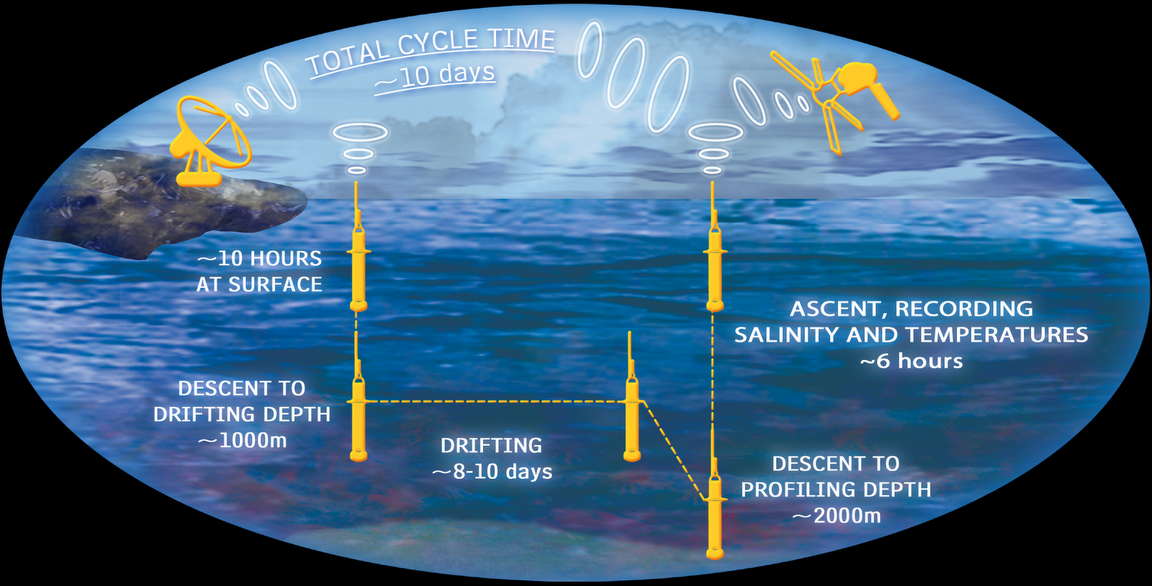 TOTAL CYCLE TIME
~10 days
~10 HOURS
AT SURFACE
DESCENT TO
DRIFTING DEPTH
~1000m
DRIFTING
~8-10 days
DESCENT TO
PROFILING DEPTH
~2000m
ASCENT, RECORDING
SALINITY AND TEMPERATURES
~6 hours